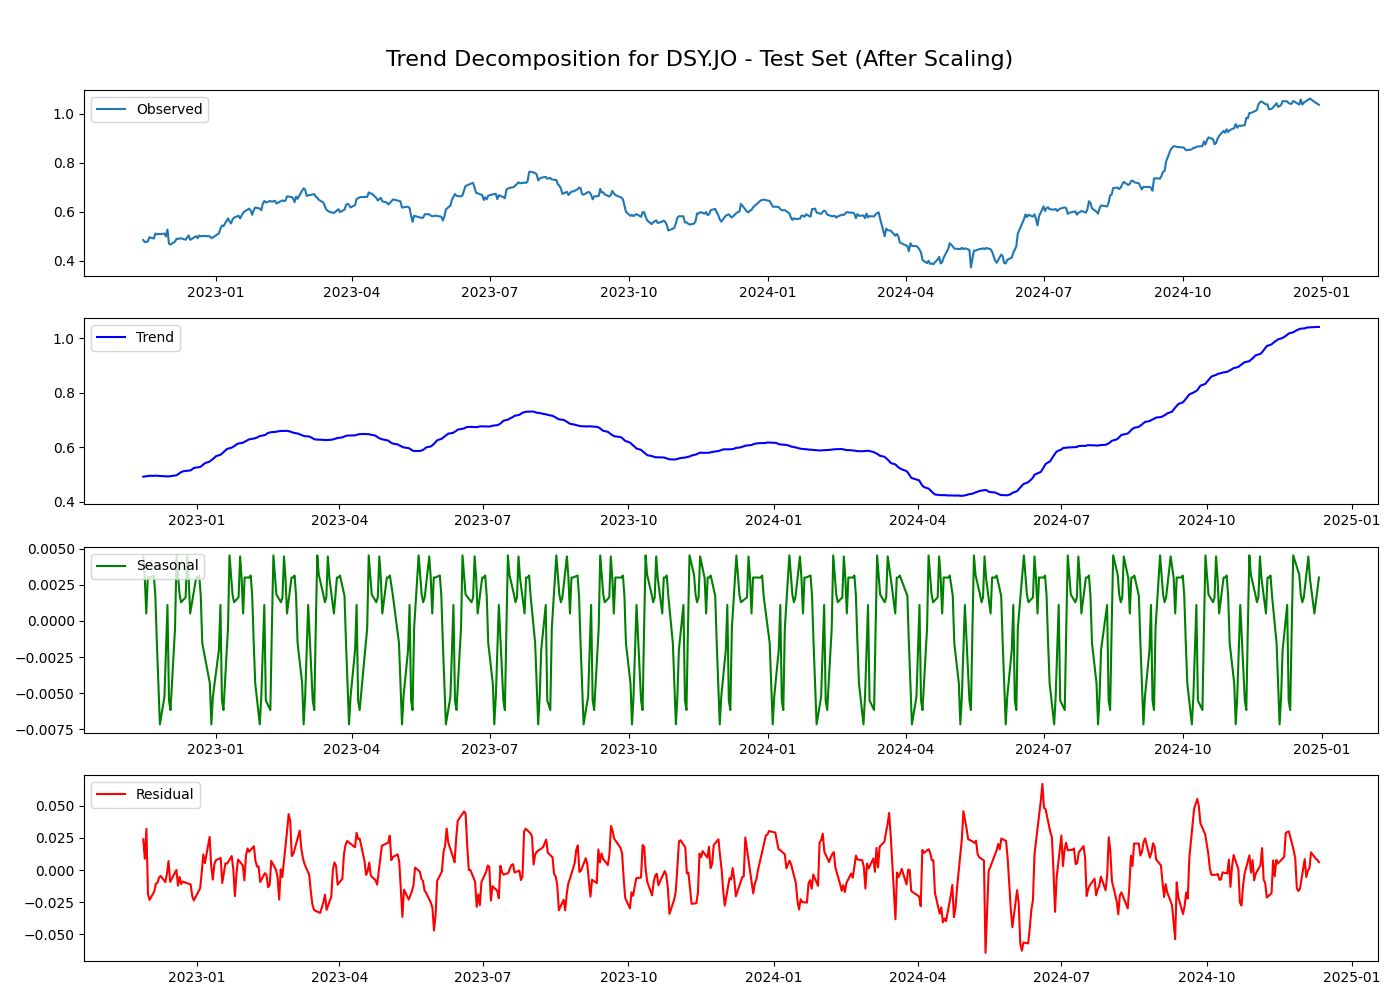 Trend Decomposition for DSY.JO - Test Set (After Scaling)
Observed
1.0
0.8
0.6
0.4
2023-01 2023-04 2023-07 2023-10 2024-01 2024-04 2024-07 2024-10 2025-01
Trend
1.0
0.8
0.6
0.4
2023-01 2023-04 2023-07 2023-10 2024-01 2024-04 2024-07 2024-10 2025-01
Seasonal
0.0050
0.0025
0.0000
−0.0025
−0.0050
−0.0075
2023-01 2023-04 2023-07 2023-10 2024-01 2024-04 2024-07 2024-10 2025-01
Residual
0.050
0.025
0.000
−0.025
−0.050
2023-01 2023-04 2023-07 2023-10 2024-01 2024-04 2024-07 2024-10 2025-01